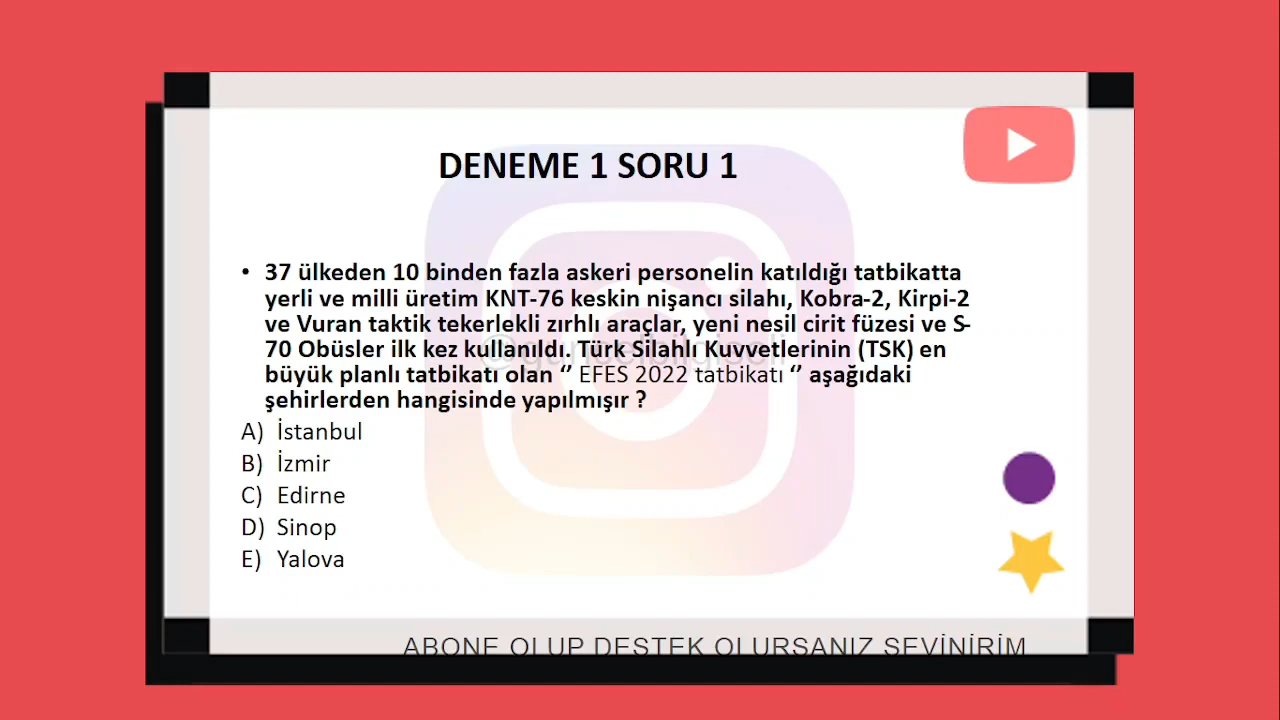 DENEME 1 SORU 1
• 37 ülkeden 10 binden fazla askeri personelin katıldığı tatbikatta
yerli ve milli üretim KNT-76 keskin nişancı silahı, Kobra-2, Kirpi-2
ve Vuran taktik tekerlekli zırhlı araçlar, yeni nesil cirit füzesi ve S-
70 Obüsler ilk kez kullanıldı. Türk Silahlı Kuvvetlerinin (TSK) en
büyük planlı tatbikatı olan ‘’ EFES 2022 tatbikatı ‘’ aşağıdaki
şehirlerden hangisinde yapılmışır ?
A) İstanbul
B) İzmir
C) Edirne
D) Sinop
E) Yalova
ABONE OLUP DESTEK OLURSANIZ SEVİNİRİM